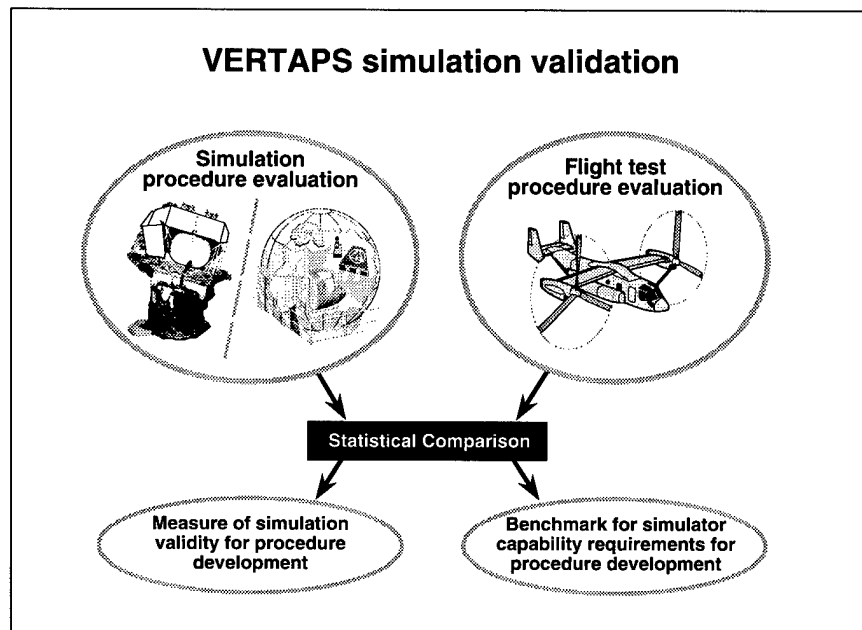 VERTAPS simulation validation
Simulation
procedure evaluation
Flight test
procedure evaluation
Statistical Comparison
Measure of simulation
validity for procedure
development
Benchmark for simulator
capability requirements for
procedure development